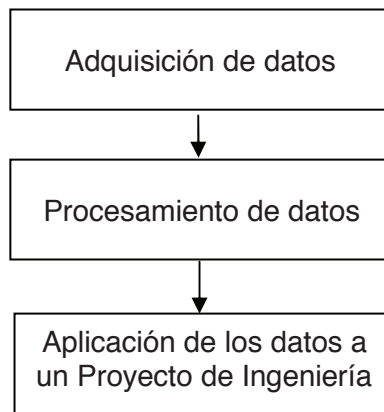 Adquisición de datos
Procesamiento de datos
Aplicación de los datos a
un Proyecto de Ingeniería